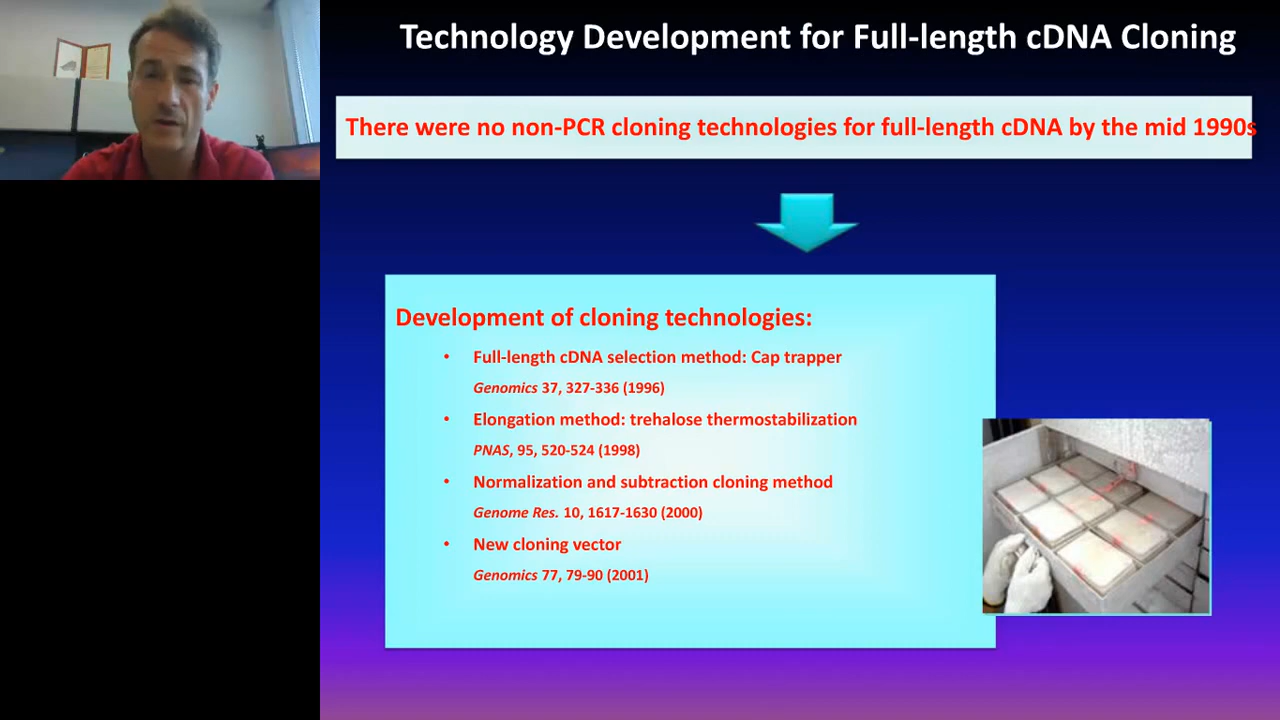 Technology Development for Full-length cDNA Cloning
There were no non-PCR cloning technologies for full-length cDNA by the mid 1990s
Development of cloning technologies:
• Full-length cDNA selection method: Cap trapper
Genomics 37, 327-336 (1996)
• Elongation method: trehalose thermostabilization
PNAS, 95, 520-524 (1998)
• Normalization and subtraction cloning method
Genome Res. 10, 1617-1630 (2000)
• New cloning vector
Genomics 77, 79-90 (2001)